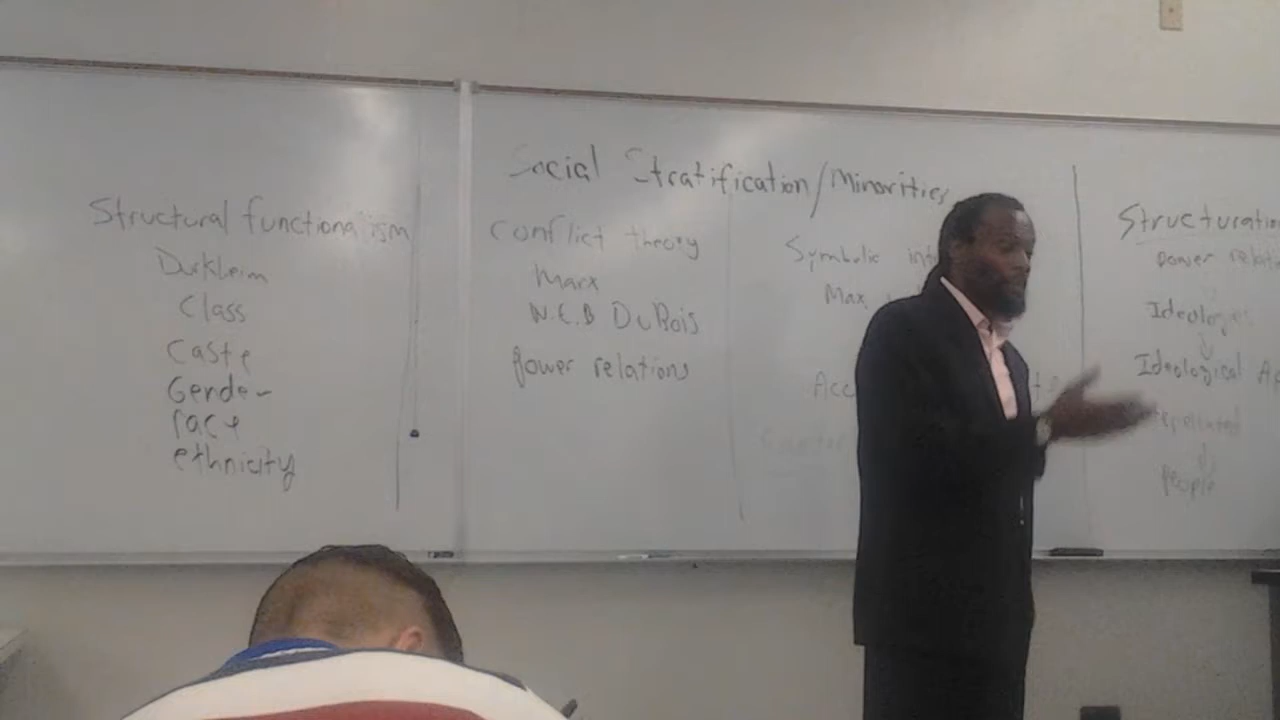 Social Stratification/Minorities
Structural functionalism
Durkheim
Class
Caste
Gender
race
ethnicity
Conflict theory
Marx
W.E.B DuBois
Power relations
Symbolic
Max
Structuration
power
Ideological
people